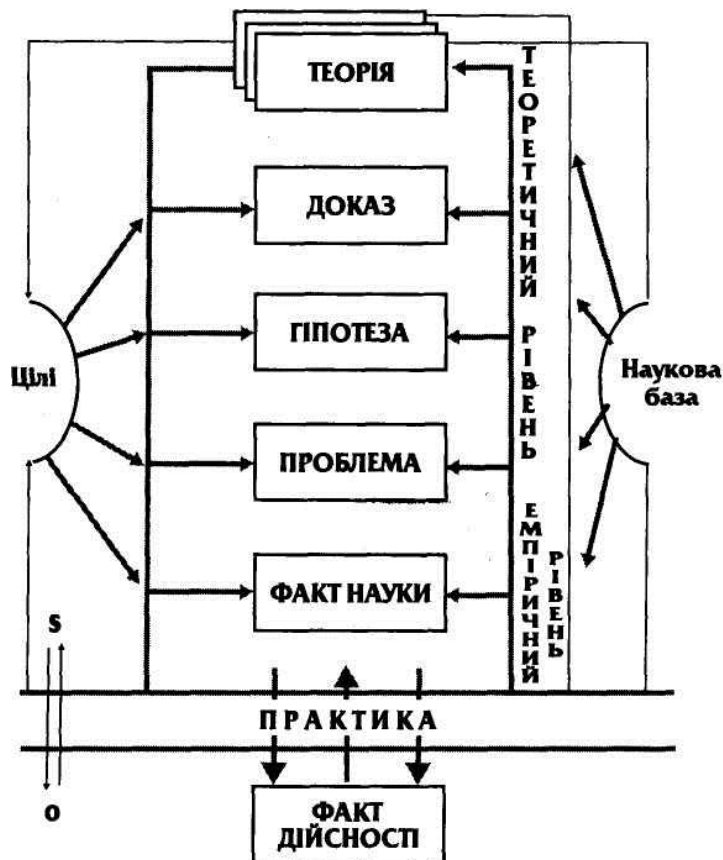 ТЕОРІЯ
ДОКАЗ
ГІПОТЕЗА
ПРОБЛЕМА
ФАКТ НАУКИ
ТЕОРЕТИЧНИЙ РІВЕНЬ
ЕМПІРИЧНИЙ
РІВЕНЬ
Цілі
Наукова
база
S
ПРАКТИКА
O
ФАКТ
ДІЙСНОСТІ